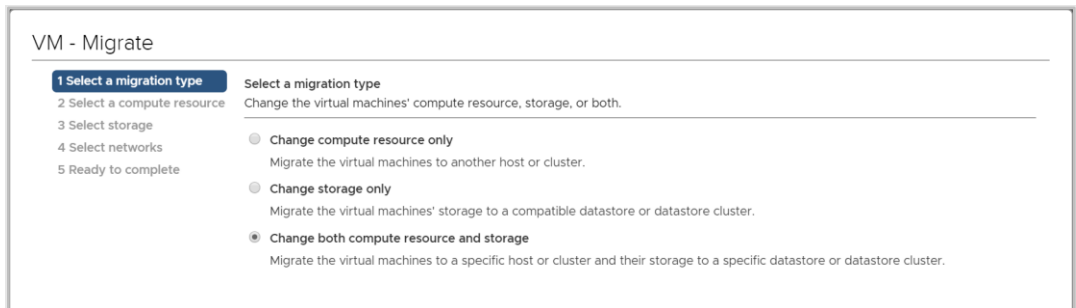 VM - Migrate
1 Select a migration type
2 Select a compute resource
3 Select storage
4 Select networks
5 Ready to complete
Select a migration type
Change the virtual machines' compute resource, storage, or both.
Change compute resource only
Migrate the virtual machines to another host or cluster.
Change storage only
Migrate the virtual machines' storage to a compatible datastore or datastore cluster.
Change both compute resource and storage
Migrate the virtual machines to a specific host or cluster and their storage to a specific datastore or datastore cluster.